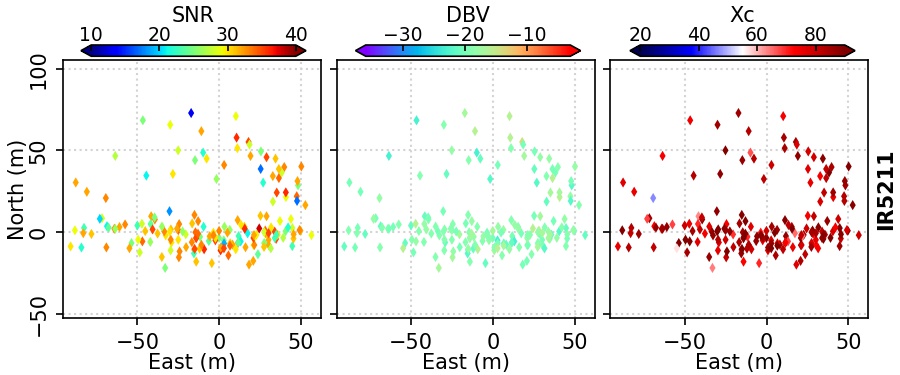 SNR DBV Xc
10 20 30 40 −30 −20 −10 20 40 60 80
100
50
0
−50
North (m)
IR5211
−50 0 50 −50 0 50 −50 0 50
East (m) East (m) East (m)